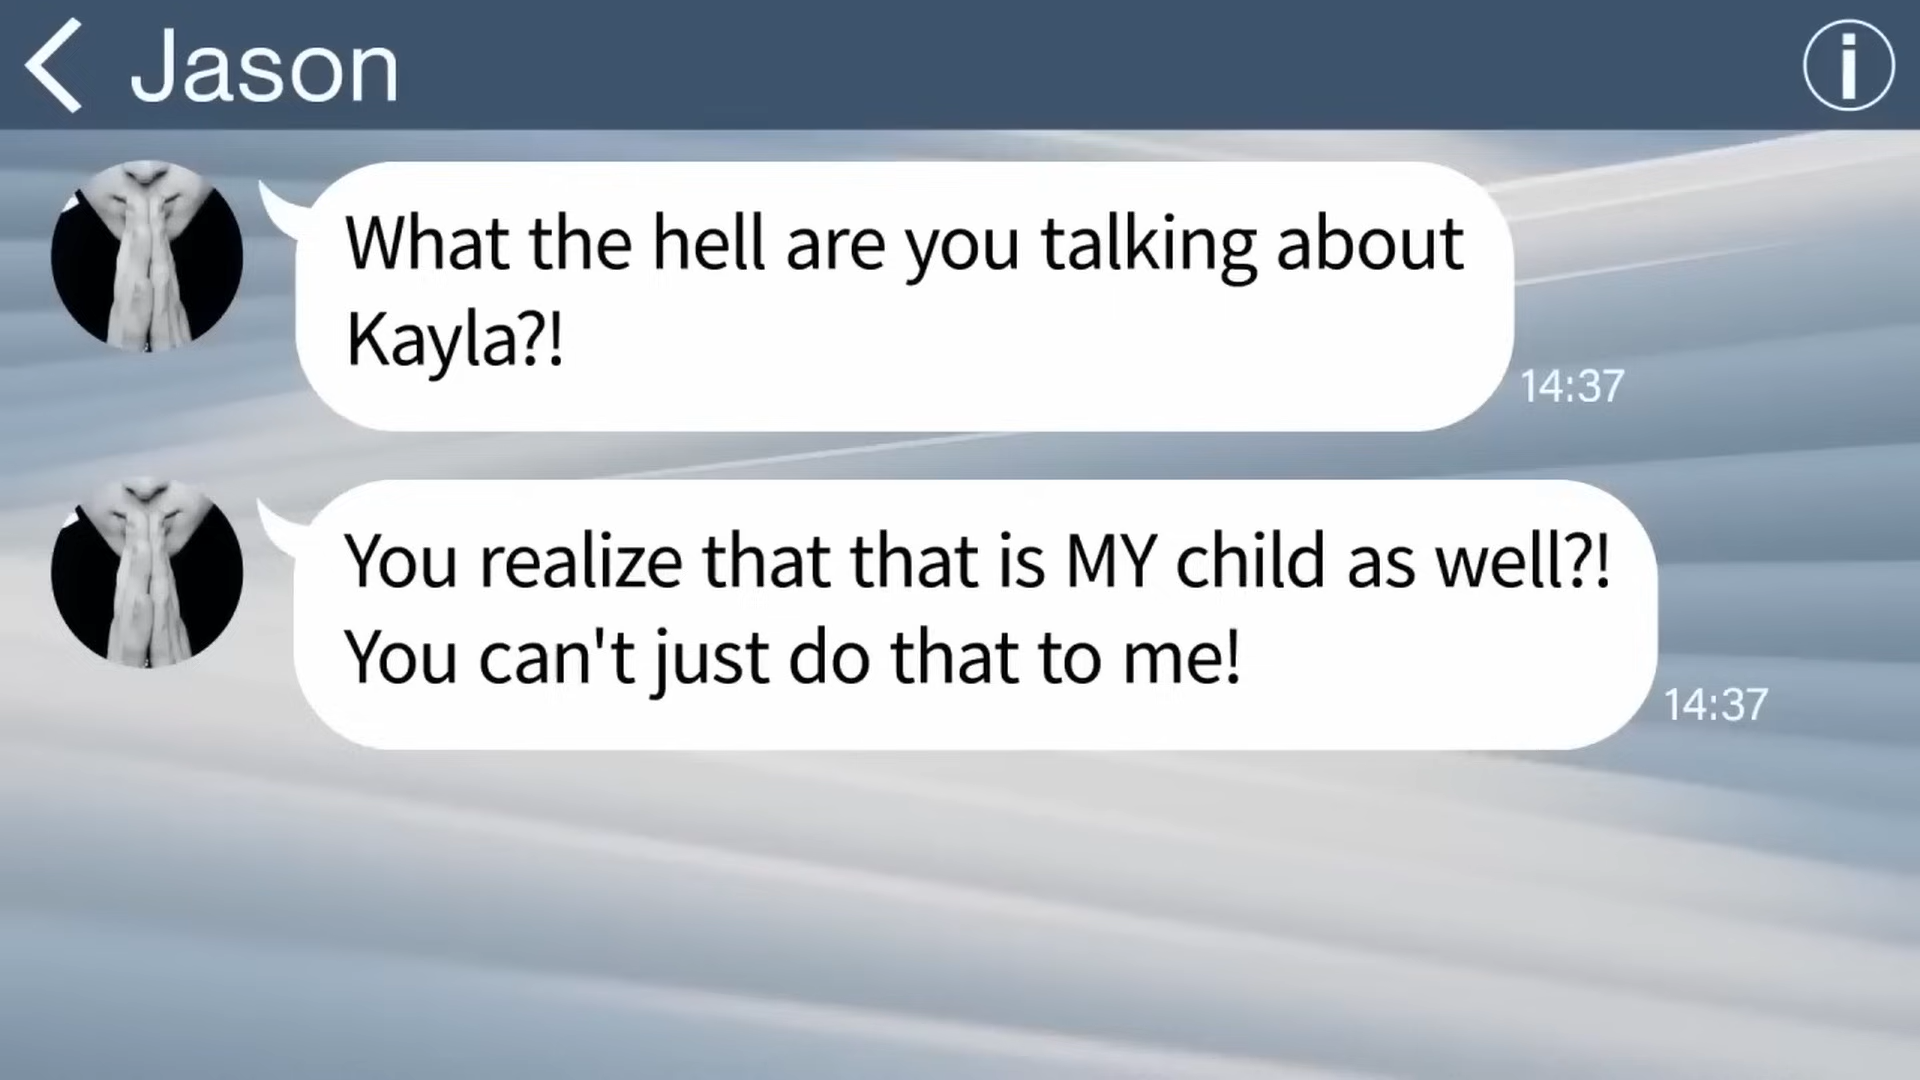 Jason
What the hell are you talking about
Kayla?!
14:37
You realize that that is MY child as well?!
You can't just do that to me!
14:37